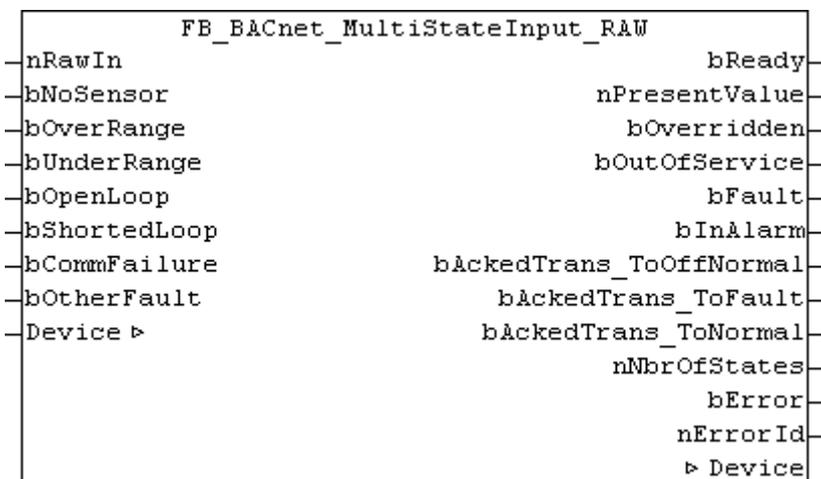 FB_BACnet_MultiStateInput_RAW
nRawIn bReady
bNoSensor nPresentValue
bOverRange bOverridden
bUnderRange bOutOfService
bOpenLoop bFault
bShortedLoop bInAlarm
bCommFailure bAckedTrans_ToOffNormal
bOtherFault bAckedTrans_ToFault
Device ▹ bAckedTrans_ToNormal
nNbrOfStates
bError
nErrorId
▹ Device